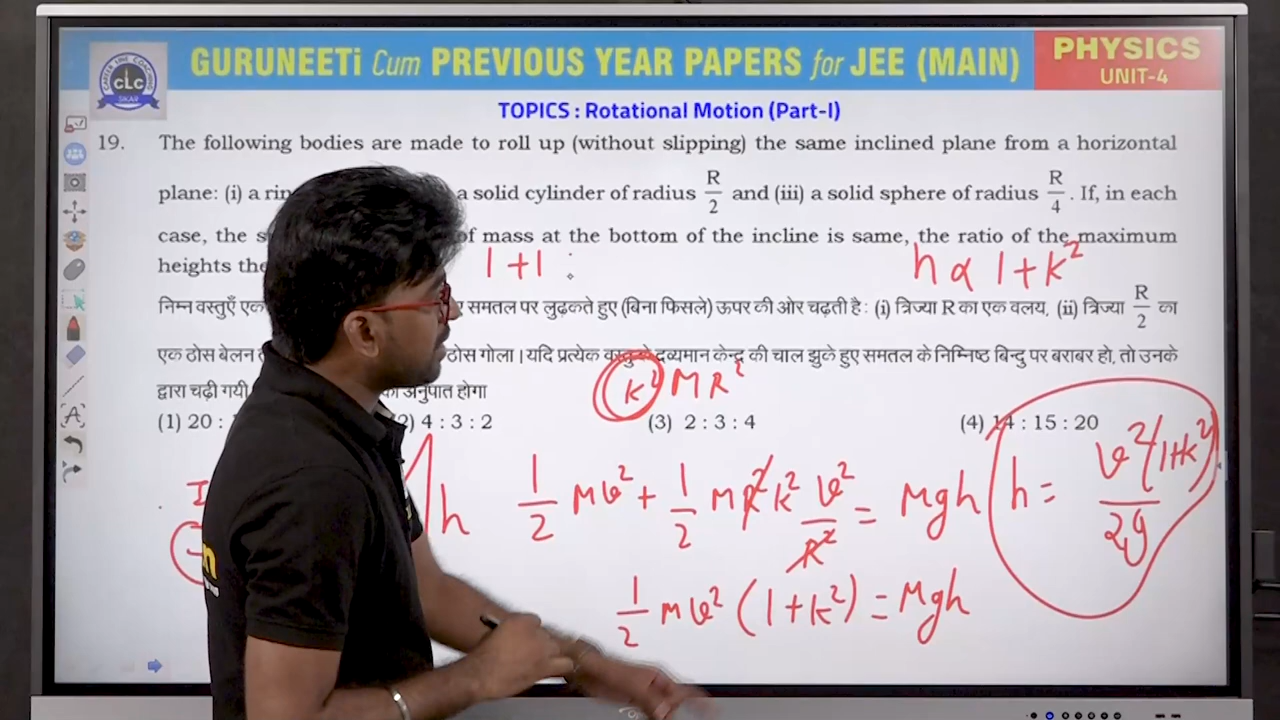 GURUNEETi Cum PREVIOUS YEAR PAPERS for JEE (MAIN)
PHYSICS
UNIT-4
CLC
SIKAR
TOPICS : Rotational Motion (Part-I)
19. The following bodies are made to roll up (without slipping) the same inclined plane from a horizontal
plane: (i) a rin a solid cylinder of radius R/2 and (iii) a solid sphere of radius R/4 . If, in each
case, the s of mass at the bottom of the incline is same, the ratio of the maximum
heights the
1+1 :
h ∝ 1+k²
निम्न वस्तुएँ एक समतल पर लुढ़कते हुए (बिना फिसले) ऊपर की ओर चढ़ती है : (i) त्रिज्या R का एक वलय, (ii) त्रिज्या R/2 का
एक ठोस बेलन ठोस गोला । यदि प्रत्येक वस्तु के द्रव्यमान केन्द्र की चाल झुके हुए समतल के निम्निष्ठ बिन्दु पर बराबर हो, तो उनके
द्वारा चढ़ी गयी का अनुपात होगा
k² MR²
(1) 20 : 2) 4 : 3 : 2 (3) 2 : 3 : 4 (4) 14 : 15 : 20
I
h
1/2 mv² + 1/2 mR²k² v²/R² = Mgh
h = v²(1+k²)/2g
1/2 mv² (1+k²) = Mgh